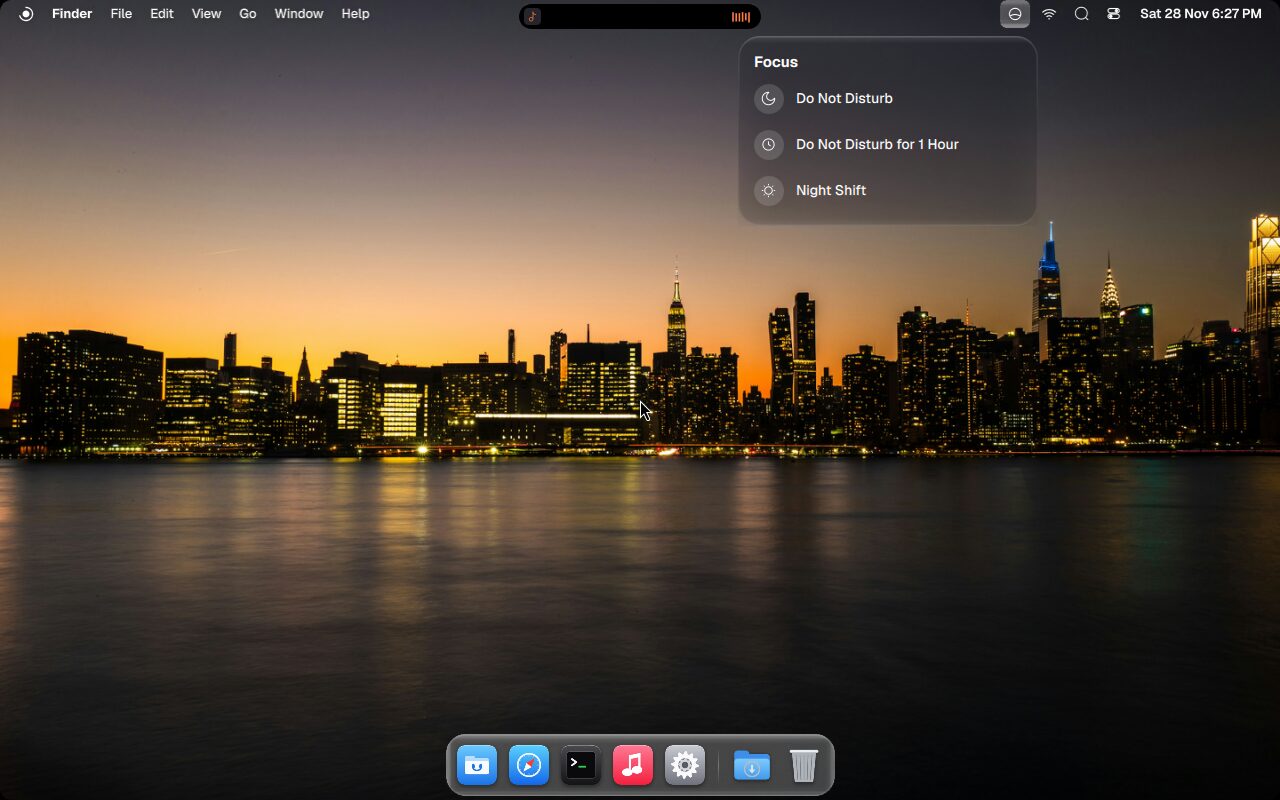 Finder File Edit View Go Window Help
Sat 28 Nov 6:27 PM
Focus
Do Not Disturb
Do Not Disturb for 1 Hour
Night Shift